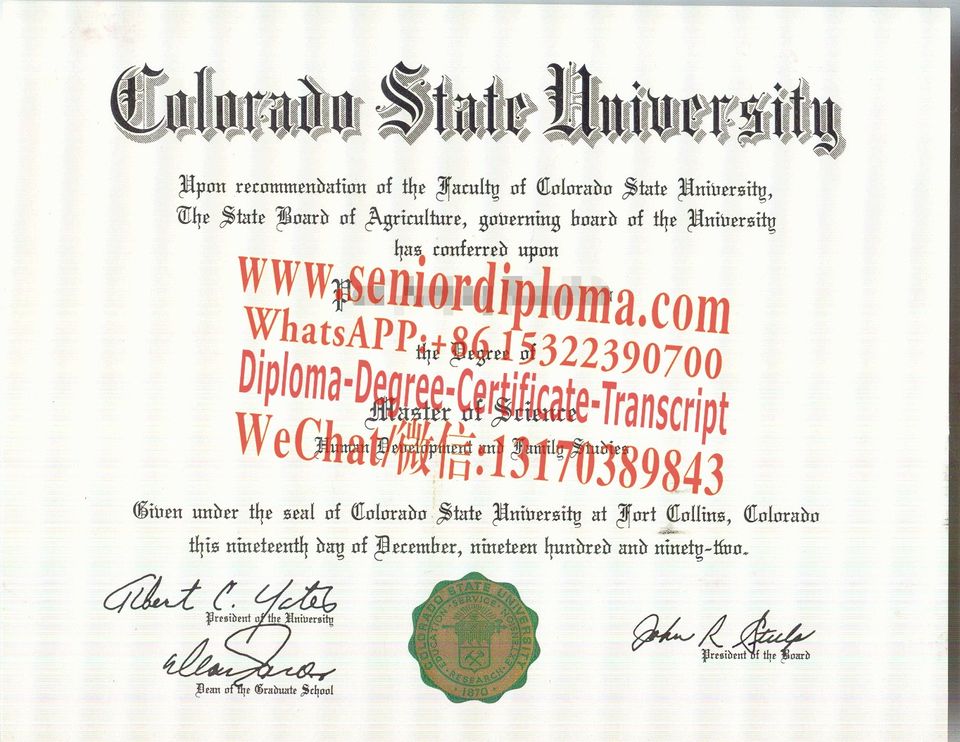 Colorado State University
Upon recommendation of the Faculty of Colorado State University,
The State Board of Agriculture, governing board of the University
has conferred upon
www.seniordiploma.com
P
WhatsAPP:+86 15322390700
the Degree of
Diploma-Degree-Certificate-Transcript
Master of Science
WeChat/微信:13170389843
Human Development and Family Studies
Given under the seal of Colorado State University at Fort Collins, Colorado
this nineteenth day of December, nineteen hundred and ninety-two.
Albert C. Yates
President of the University
John R Stulp
President of the Board
Dean of the Graduate School
COLORADO STATE UNIVERSITY
EDUCATION · SERVICE · RESEARCH · EXTENSION
1870